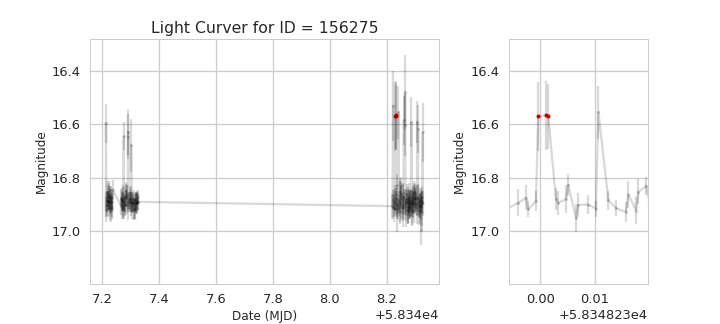 Light Curver for ID = 156275
16.4
16.6
16.8
17.0
Magnitude
7.2 7.4 7.6 7.8 8.0 8.2
Date (MJD)
+5.834e4
16.4
16.6
16.8
17.0
Magnitude
0.00 0.01
+5.834823e4